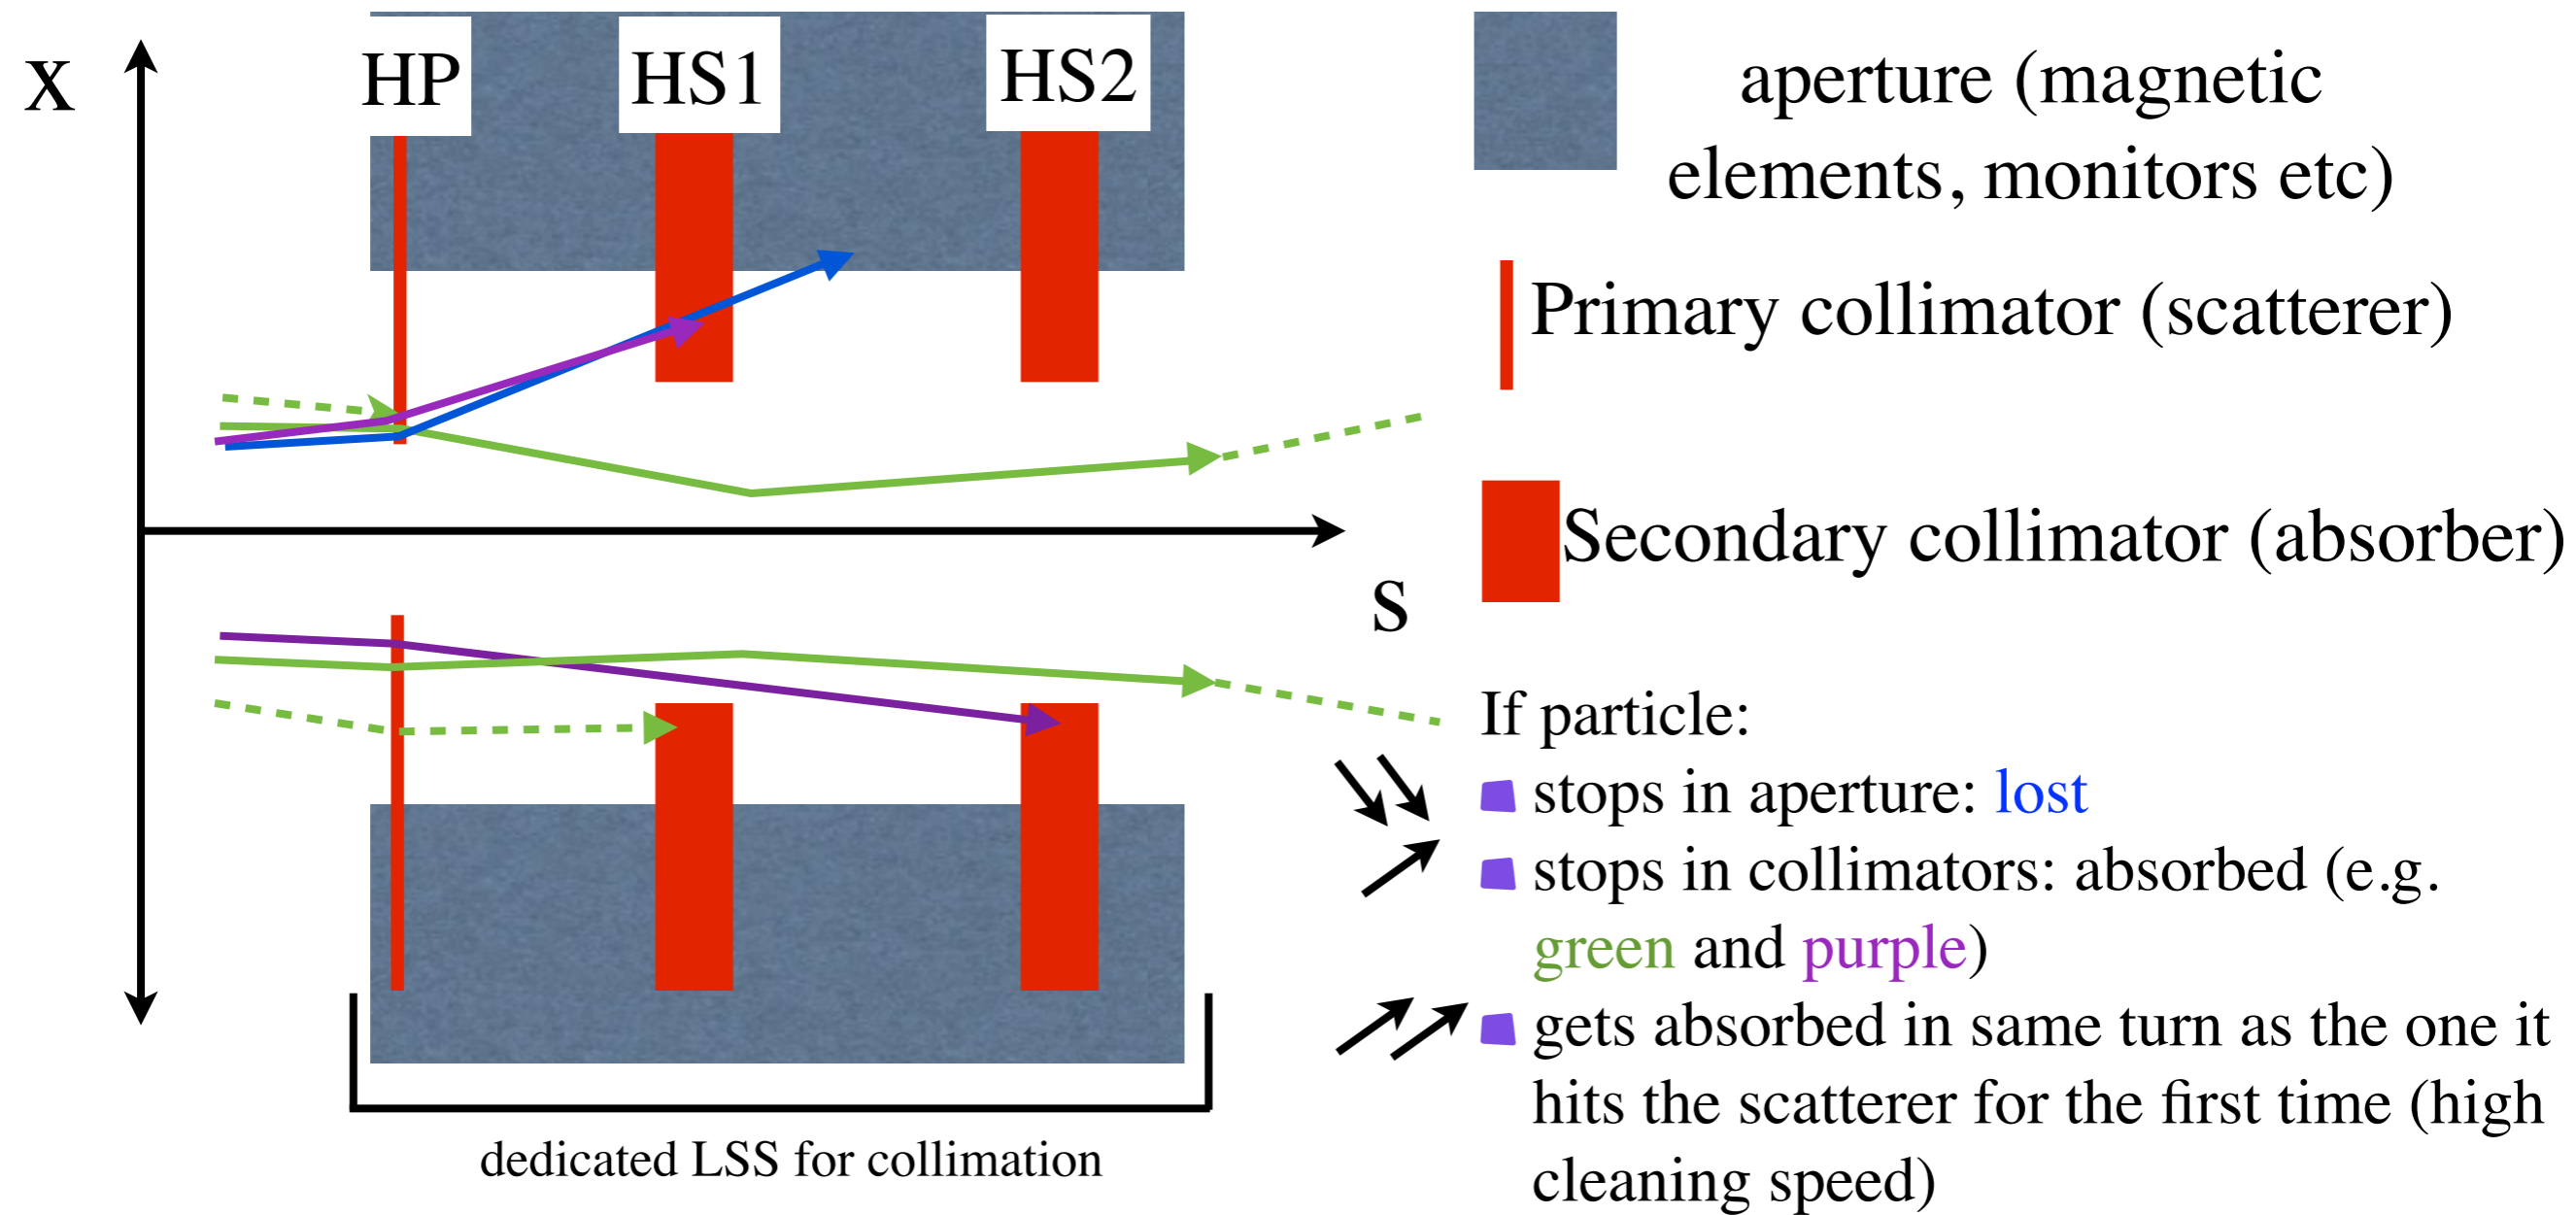 x
HP
HS1
HS2
s
dedicated LSS for collimation
aperture (magnetic
elements, monitors etc)
Primary collimator (scatterer)
Secondary collimator (absorber)
If particle:
stops in aperture: lost
stops in collimators: absorbed (e.g.
green and purple)
gets absorbed in same turn as the one it
hits the scatterer for the first time (high
cleaning speed)